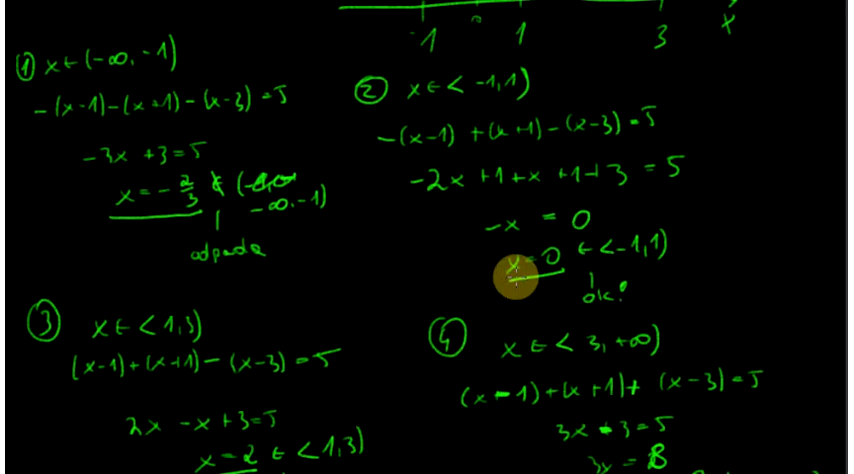 -1 0 1 3 x
① x ∈ (-∞, -1)
-(x-1)-(x+1)-(x-3)=5
-3x +3=5
x=-2/3 ∉ (-∞,-1)
odpada
② x ∈ < -1,1)
-(x-1) +(x+1)-(x-3)=5
-2x +1+x +1+3 = 5
-x = 0
x=0 ∈ <-1,1)
ok!
③ x ∈ <1,3)
(x-1)+(x+1)-(x-3)=5
2x -x +3=5
x=2 ∈ <1,3)
④ x ∈ < 3, +∞)
(x-1)+(x+1)+ (x-3)=5
3x -3=5
3x = 8